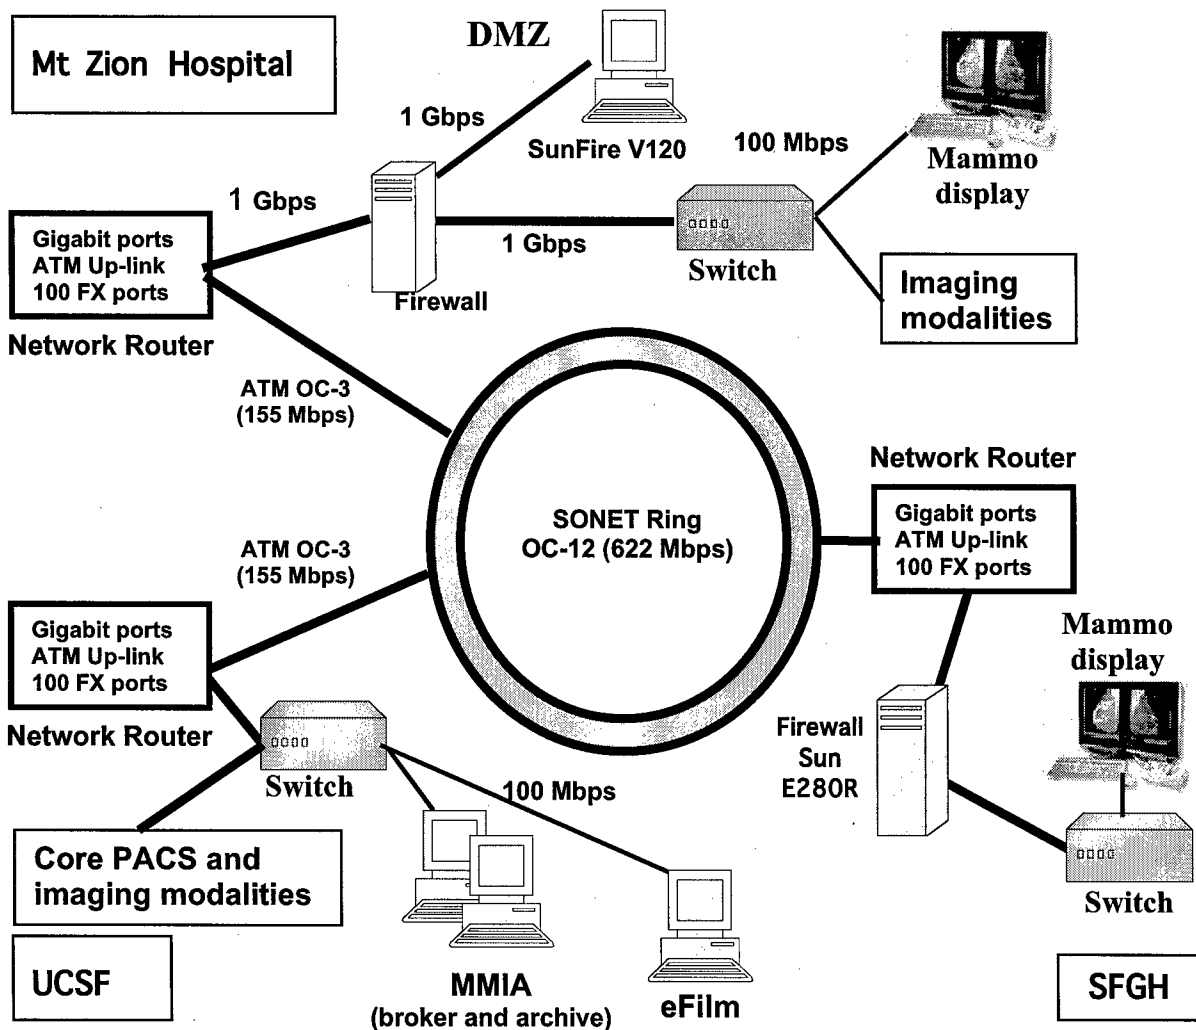 Mt Zion Hospital
DMZ
1 Gbps
SunFire V120
100 Mbps
Mammo
display
1 Gbps
1 Gbps
Gigabit ports
ATM Up-link
100 FX ports
Network Router
Firewall
Switch
Imaging
modalities
ATM OC-3
(155 Mbps)
SONET Ring
OC-12 (622 Mbps)
Network Router
Gigabit ports
ATM Up-link
100 FX ports
ATM OC-3
(155 Mbps)
Gigabit ports
ATM Up-link
100 FX ports
Network Router
Switch
100 Mbps
Mammo
display
Firewall
Sun
E280R
Switch
Core PACS and
imaging modalities
UCSF
MMIA
(broker and archive)
eFilm
SFGH